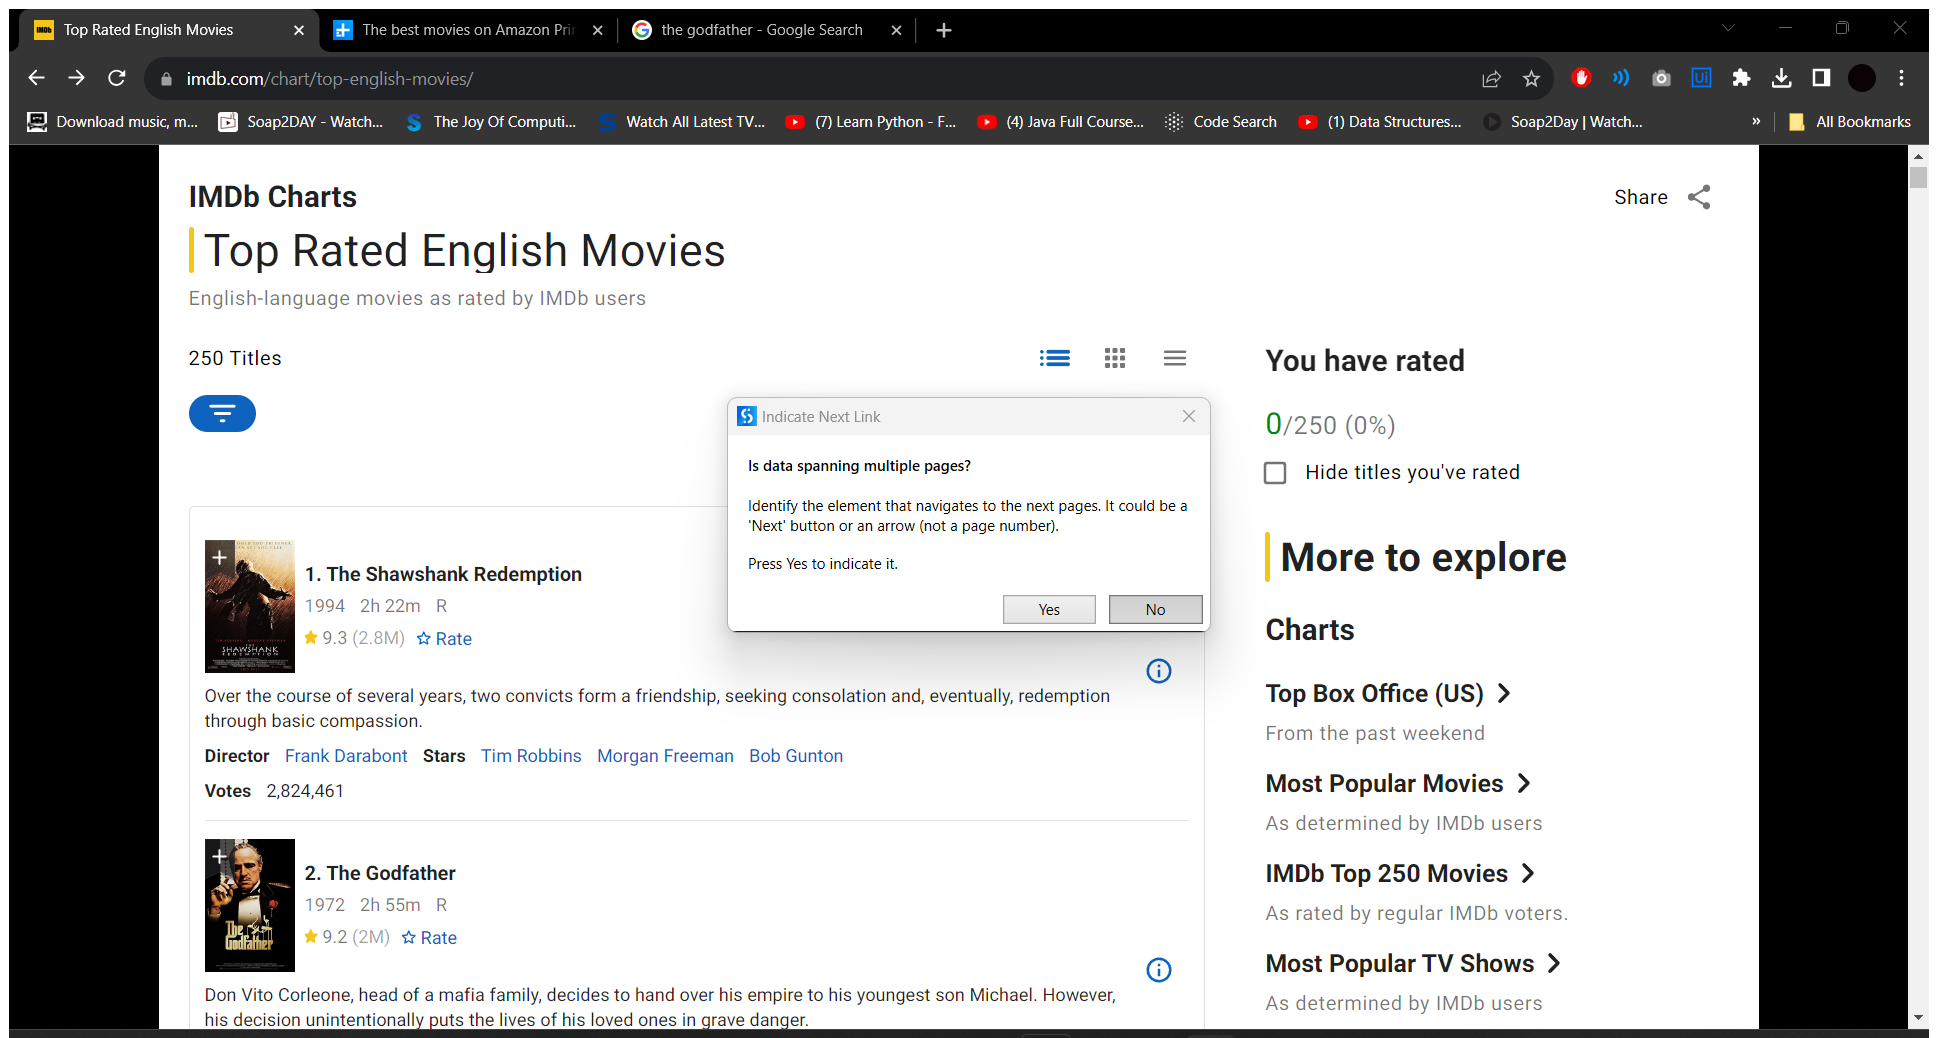 Top Rated English Movies
The best movies on Amazon Pri
the godfather - Google Search
imdb.com/chart/top-english-movies/
Download music, m...
Soap2DAY - Watch...
The Joy Of Computi...
Watch All Latest TV...
(7) Learn Python - F...
(4) Java Full Course...
Code Search
(1) Data Structures...
Soap2Day | Watch...
»
All Bookmarks
IMDb Charts
Share
Top Rated English Movies
English-language movies as rated by IMDb users
250 Titles
Indicate Next Link
Is data spanning multiple pages?
Identify the element that navigates to the next pages. It could be a
'Next' button or an arrow (not a page number).
Press Yes to indicate it.
Yes
No
1. The Shawshank Redemption
1994 2h 22m R
9.3 (2.8M) Rate
Over the course of several years, two convicts form a friendship, seeking consolation and, eventually, redemption
through basic compassion.
Director Frank Darabont Stars Tim Robbins Morgan Freeman Bob Gunton
Votes 2,824,461
The Godfather
2. The Godfather
1972 2h 55m R
9.2 (2M) Rate
Don Vito Corleone, head of a mafia family, decides to hand over his empire to his youngest son Michael. However,
his decision unintentionally puts the lives of his loved ones in grave danger.
You have rated
0/250 (0%)
Hide titles you've rated
More to explore
Charts
Top Box Office (US)
From the past weekend
Most Popular Movies
As determined by IMDb users
IMDb Top 250 Movies
As rated by regular IMDb voters.
Most Popular TV Shows
As determined by IMDb users